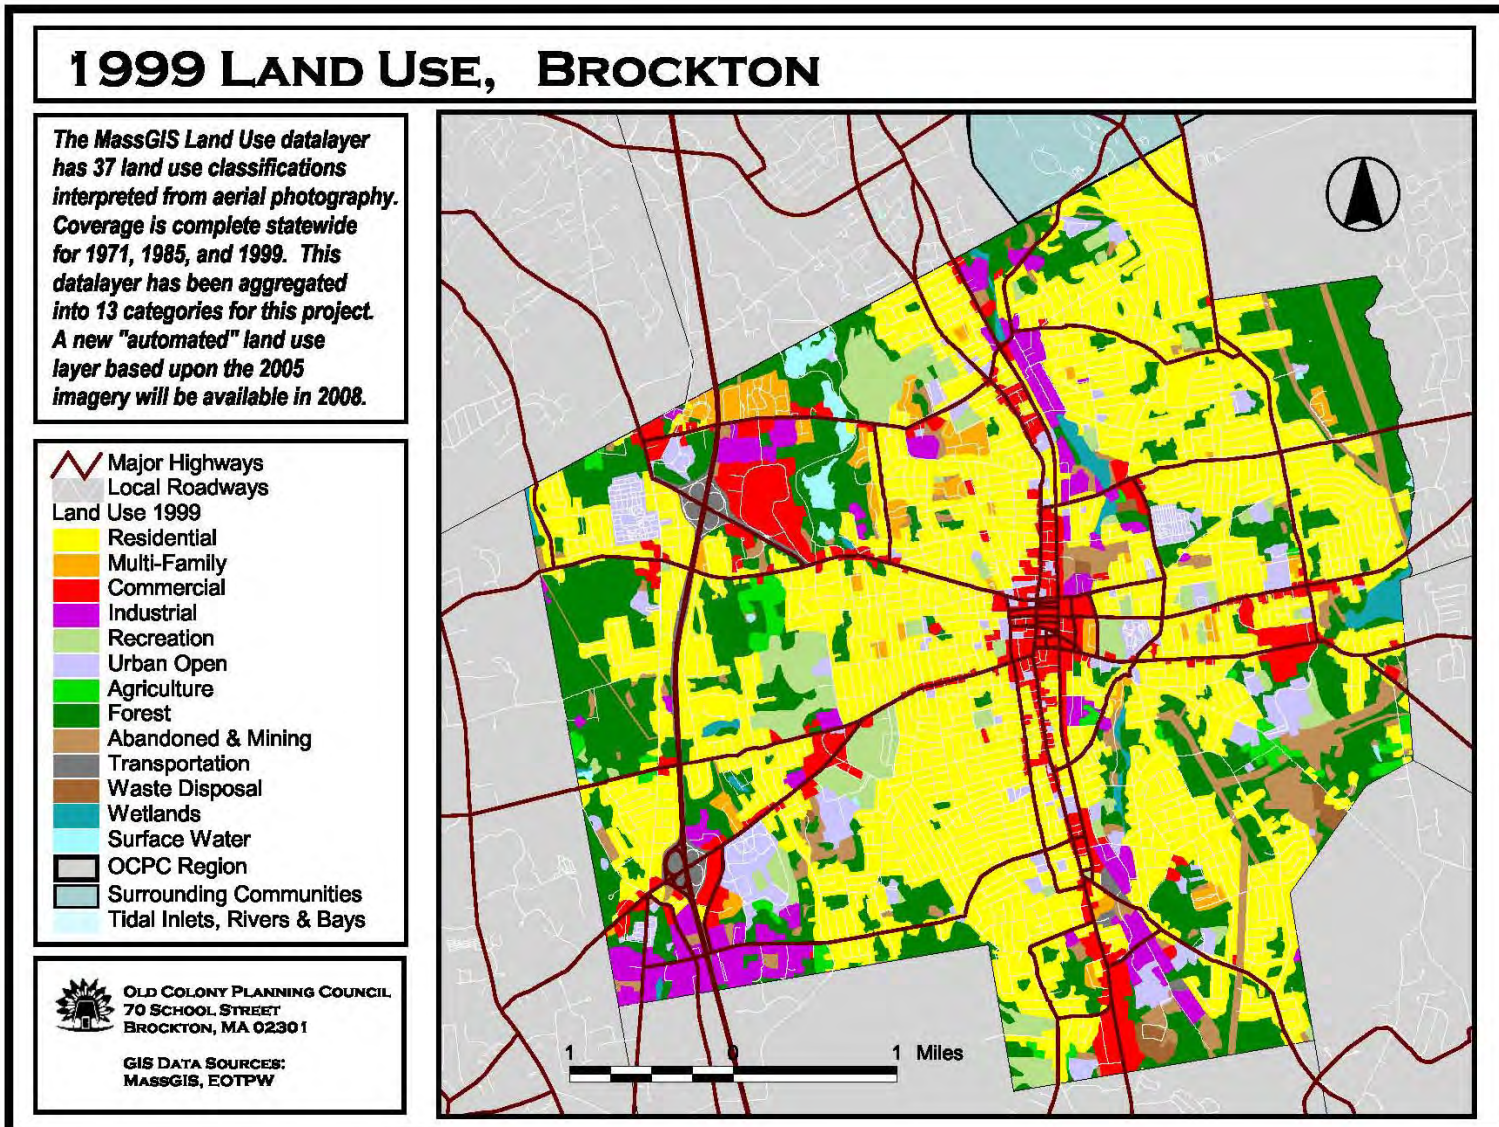 1999 LAND USE, BROCKTON
The MassGIS Land Use datalayer
has 37 land use classifications
interpreted from aerial photography.
Coverage is complete statewide
for 1971, 1985, and 1999. This
datalayer has been aggregated
into 13 categories for this project.
A new "automated" land use
layer based upon the 2005
imagery will be available in 2008.
Major Highways
Local Roadways
Land Use 1999
Residential
Multi-Family
Commercial
Industrial
Recreation
Urban Open
Agriculture
Forest
Abandoned & Mining
Transportation
Waste Disposal
Wetlands
Surface Water
OCPC Region
Surrounding Communities
Tidal Inlets, Rivers & Bays
OLD COLONY PLANNING COUNCIL
70 SCHOOL STREET
BROCKTON, MA 02301
GIS DATA SOURCES:
MASSGIS, EOTPW
1 0 1 Miles